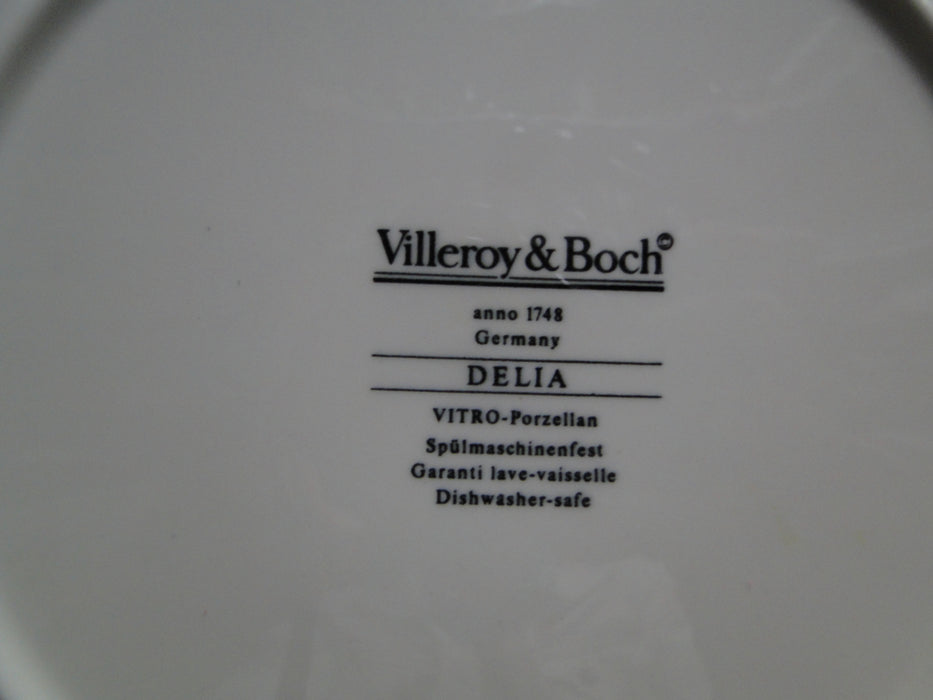 Villeroy & Boch
anno 1748
Germany
DELIA
VITRO-Porzellan
Spülmaschinenfest
Garanti lave-vaisselle
Dishwasher-safe